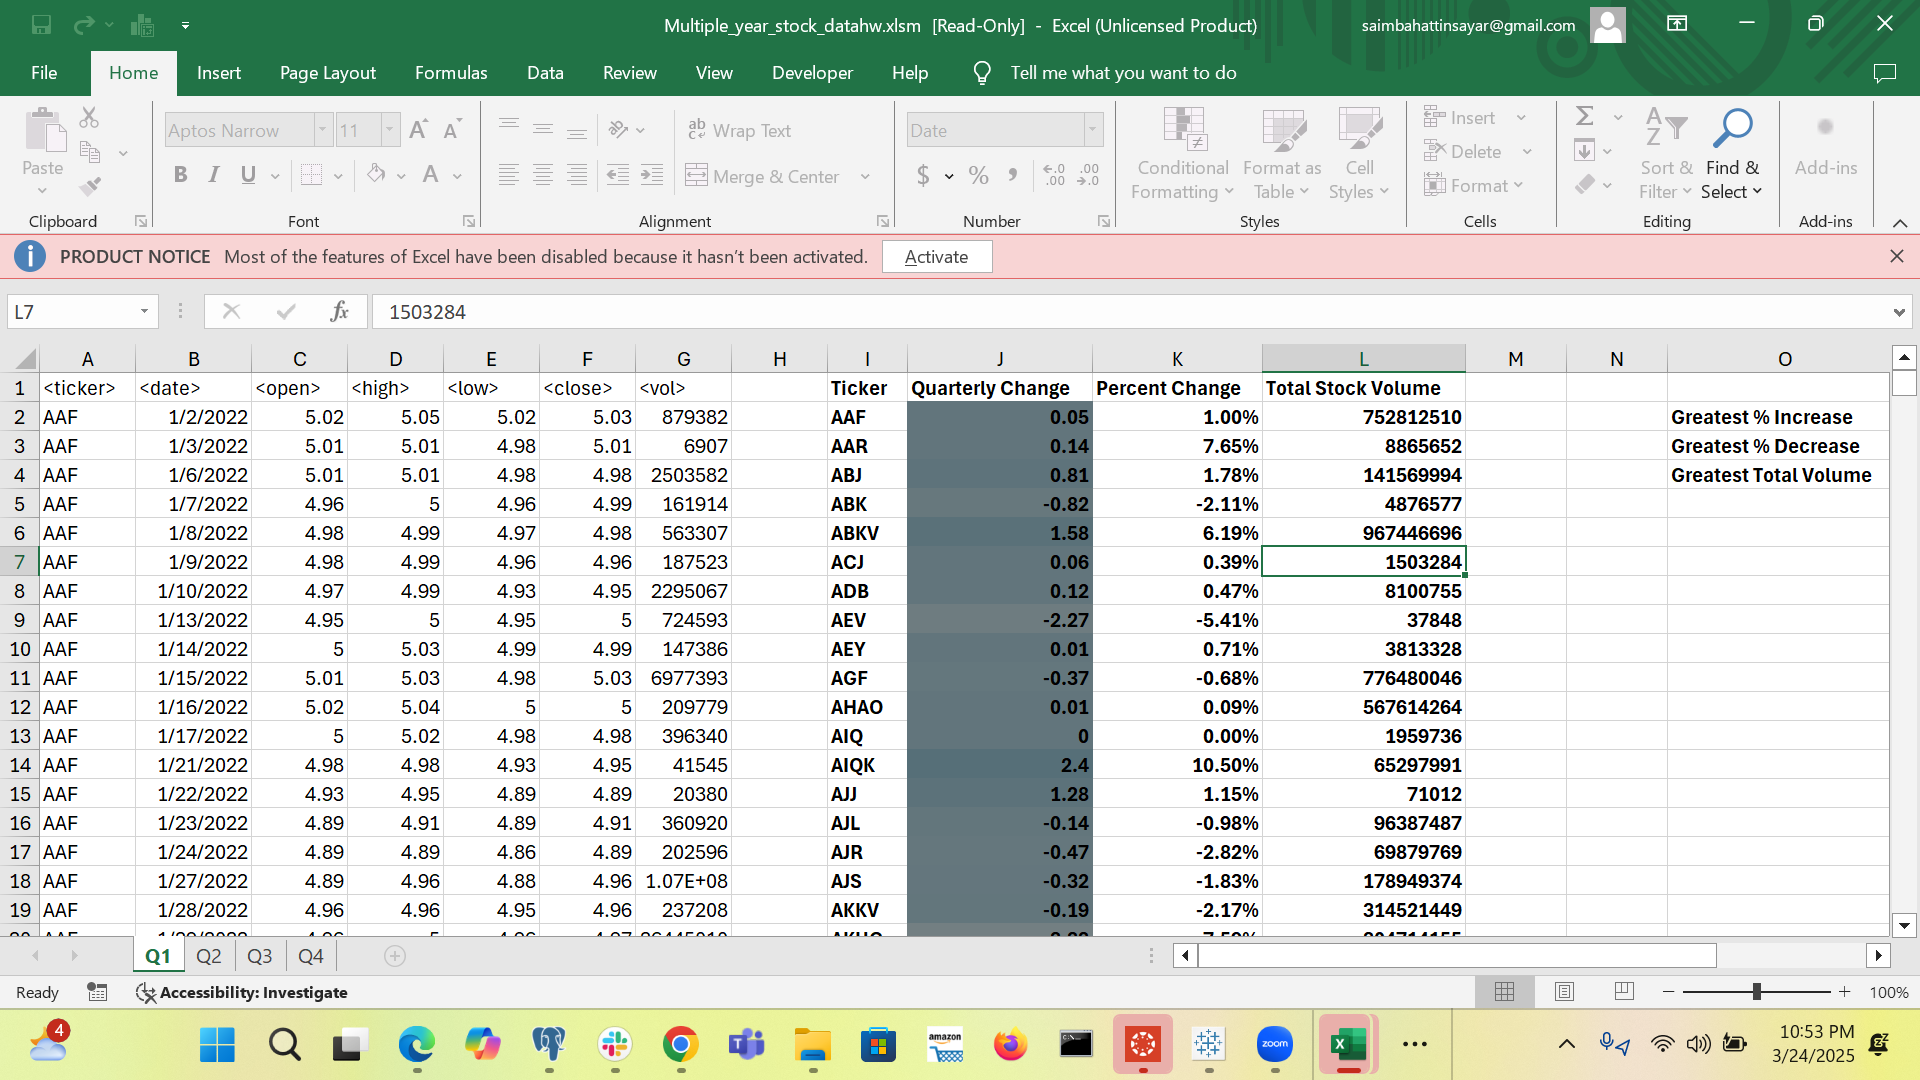 Multiple_year_stock_datahw.xlsm [Read-Only] - Excel (Unlicensed Product)
saimbahattinsayar@gmail.com
File Home Insert Page Layout Formulas Data Review View Developer Help Tell me what you want to do
Paste
Clipboard
Aptos Narrow 11
B I U A
Font
ab Wrap Text
Merge & Center
Alignment
Date
$ % , .00 .00
Number
Conditional Formatting
Format as Table
Cell Styles
Styles
Insert
Delete
Format
Cells
Sort & Filter
Find & Select
Editing
Add-ins
Add-ins
PRODUCT NOTICE Most of the features of Excel have been disabled because it hasn't been activated. Activate
L7 fx 1503284
A B C D E F G H I J K L M N O
1 <ticker> <date> <open> <high> <low> <close> <vol> Ticker Quarterly Change Percent Change Total Stock Volume
2 AAF 1/2/2022 5.02 5.05 5.02 5.03 879382 AAF 0.05 1.00% 752812510 Greatest % Increase
3 AAF 1/3/2022 5.01 5.01 4.98 5.01 6907 AAR 0.14 7.65% 8865652 Greatest % Decrease
4 AAF 1/6/2022 5.01 5.01 4.98 4.98 2503582 ABJ 0.81 1.78% 141569994 Greatest Total Volume
5 AAF 1/7/2022 4.96 5 4.96 4.99 161914 ABK -0.82 -2.11% 4876577
6 AAF 1/8/2022 4.98 4.99 4.97 4.98 563307 ABKV 1.58 6.19% 967446696
7 AAF 1/9/2022 4.98 4.99 4.96 4.96 187523 ACJ 0.06 0.39% 1503284
8 AAF 1/10/2022 4.97 4.99 4.93 4.95 2295067 ADB 0.12 0.47% 8100755
9 AAF 1/13/2022 4.95 5 4.95 5 724593 AEV -2.27 -5.41% 37848
10 AAF 1/14/2022 5 5.03 4.99 4.99 147386 AEY 0.01 0.71% 3813328
11 AAF 1/15/2022 5.01 5.03 4.98 5.03 6977393 AGF -0.37 -0.68% 776480046
12 AAF 1/16/2022 5.02 5.04 5 5 209779 AHAO 0.01 0.09% 567614264
13 AAF 1/17/2022 5 5.02 4.98 4.98 396340 AIQ 0 0.00% 1959736
14 AAF 1/21/2022 4.98 4.98 4.93 4.95 41545 AIQK 2.4 10.50% 65297991
15 AAF 1/22/2022 4.93 4.95 4.89 4.89 20380 AJJ 1.28 1.15% 71012
16 AAF 1/23/2022 4.89 4.91 4.89 4.91 360920 AJL -0.14 -0.98% 96387487
17 AAF 1/24/2022 4.89 4.89 4.86 4.89 202596 AJR -0.47 -2.82% 69879769
18 AAF 1/27/2022 4.89 4.96 4.88 4.96 1.07E+08 AJS -0.32 -1.83% 178949374
19 AAF 1/28/2022 4.96 4.96 4.95 4.96 237208 AKKV -0.19 -2.17% 314521449
Q1 Q2 Q3 Q4
Ready Accessibility: Investigate 100%
4
amazon
zoom
10:53 PM
3/24/2025